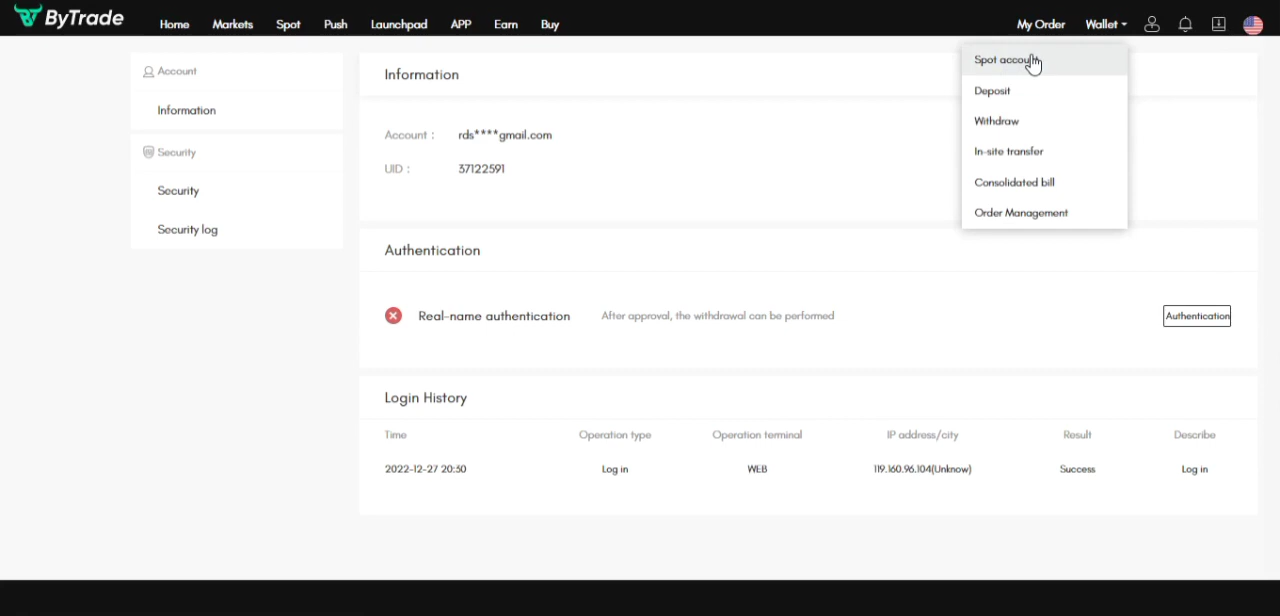 ByTrade Home Markets Spot Push Launchpad APP Earn Buy My Order Wallet
Account
Information
Security
Security
Security log
Information
Account : rds****gmail.com
UID : 37122591
Spot account
Deposit
Withdraw
In-site transfer
Consolidated bill
Order Management
Authentication
Real-name authentication After approval, the withdrawal can be performed Authentication
Login History
Time Operation type Operation terminal IP address/city Result Describe
2022-12-27 20:30 Log in WEB 119.160.96.104(Unknow) Success Log in